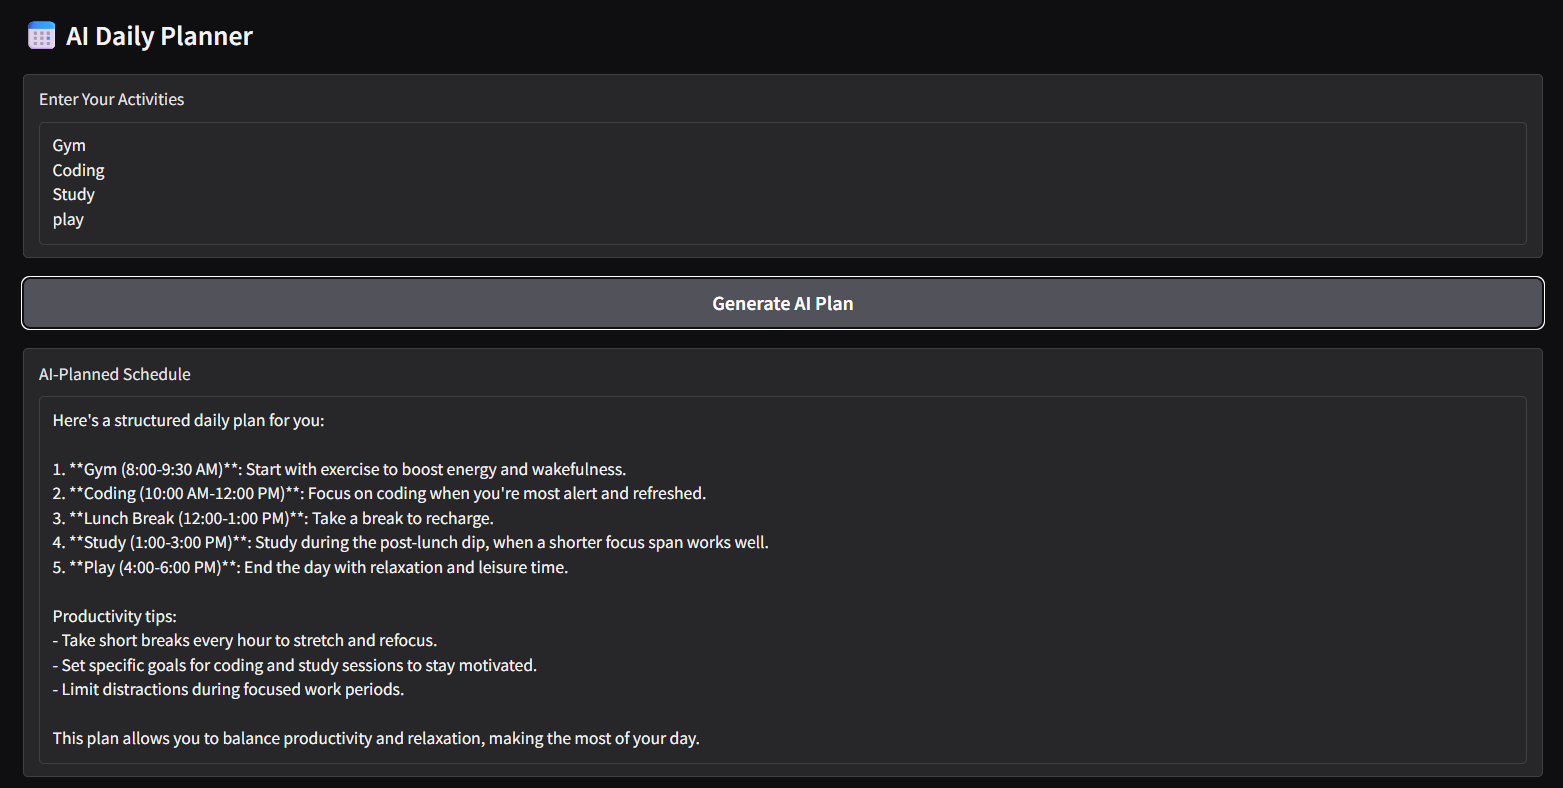 AI Daily Planner
Enter Your Activities
Gym
Coding
Study
play
Generate AI Plan
AI-Planned Schedule
Here's a structured daily plan for you:
1. **Gym (8:00-9:30 AM)**: Start with exercise to boost energy and wakefulness.
2. **Coding (10:00 AM-12:00 PM)**: Focus on coding when you're most alert and refreshed.
3. **Lunch Break (12:00-1:00 PM)**: Take a break to recharge.
4. **Study (1:00-3:00 PM)**: Study during the post-lunch dip, when a shorter focus span works well.
5. **Play (4:00-6:00 PM)**: End the day with relaxation and leisure time.
Productivity tips:
- Take short breaks every hour to stretch and refocus.
- Set specific goals for coding and study sessions to stay motivated.
- Limit distractions during focused work periods.
This plan allows you to balance productivity and relaxation, making the most of your day.